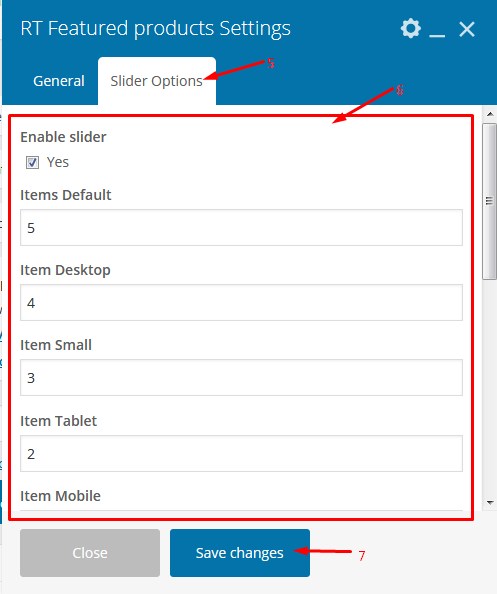 RT Featured products Settings
General
Slider Options
5
Enable slider
Yes
Items Default
5
Item Desktop
4
Item Small
3
Item Tablet
2
Item Mobile
Close
Save changes
7